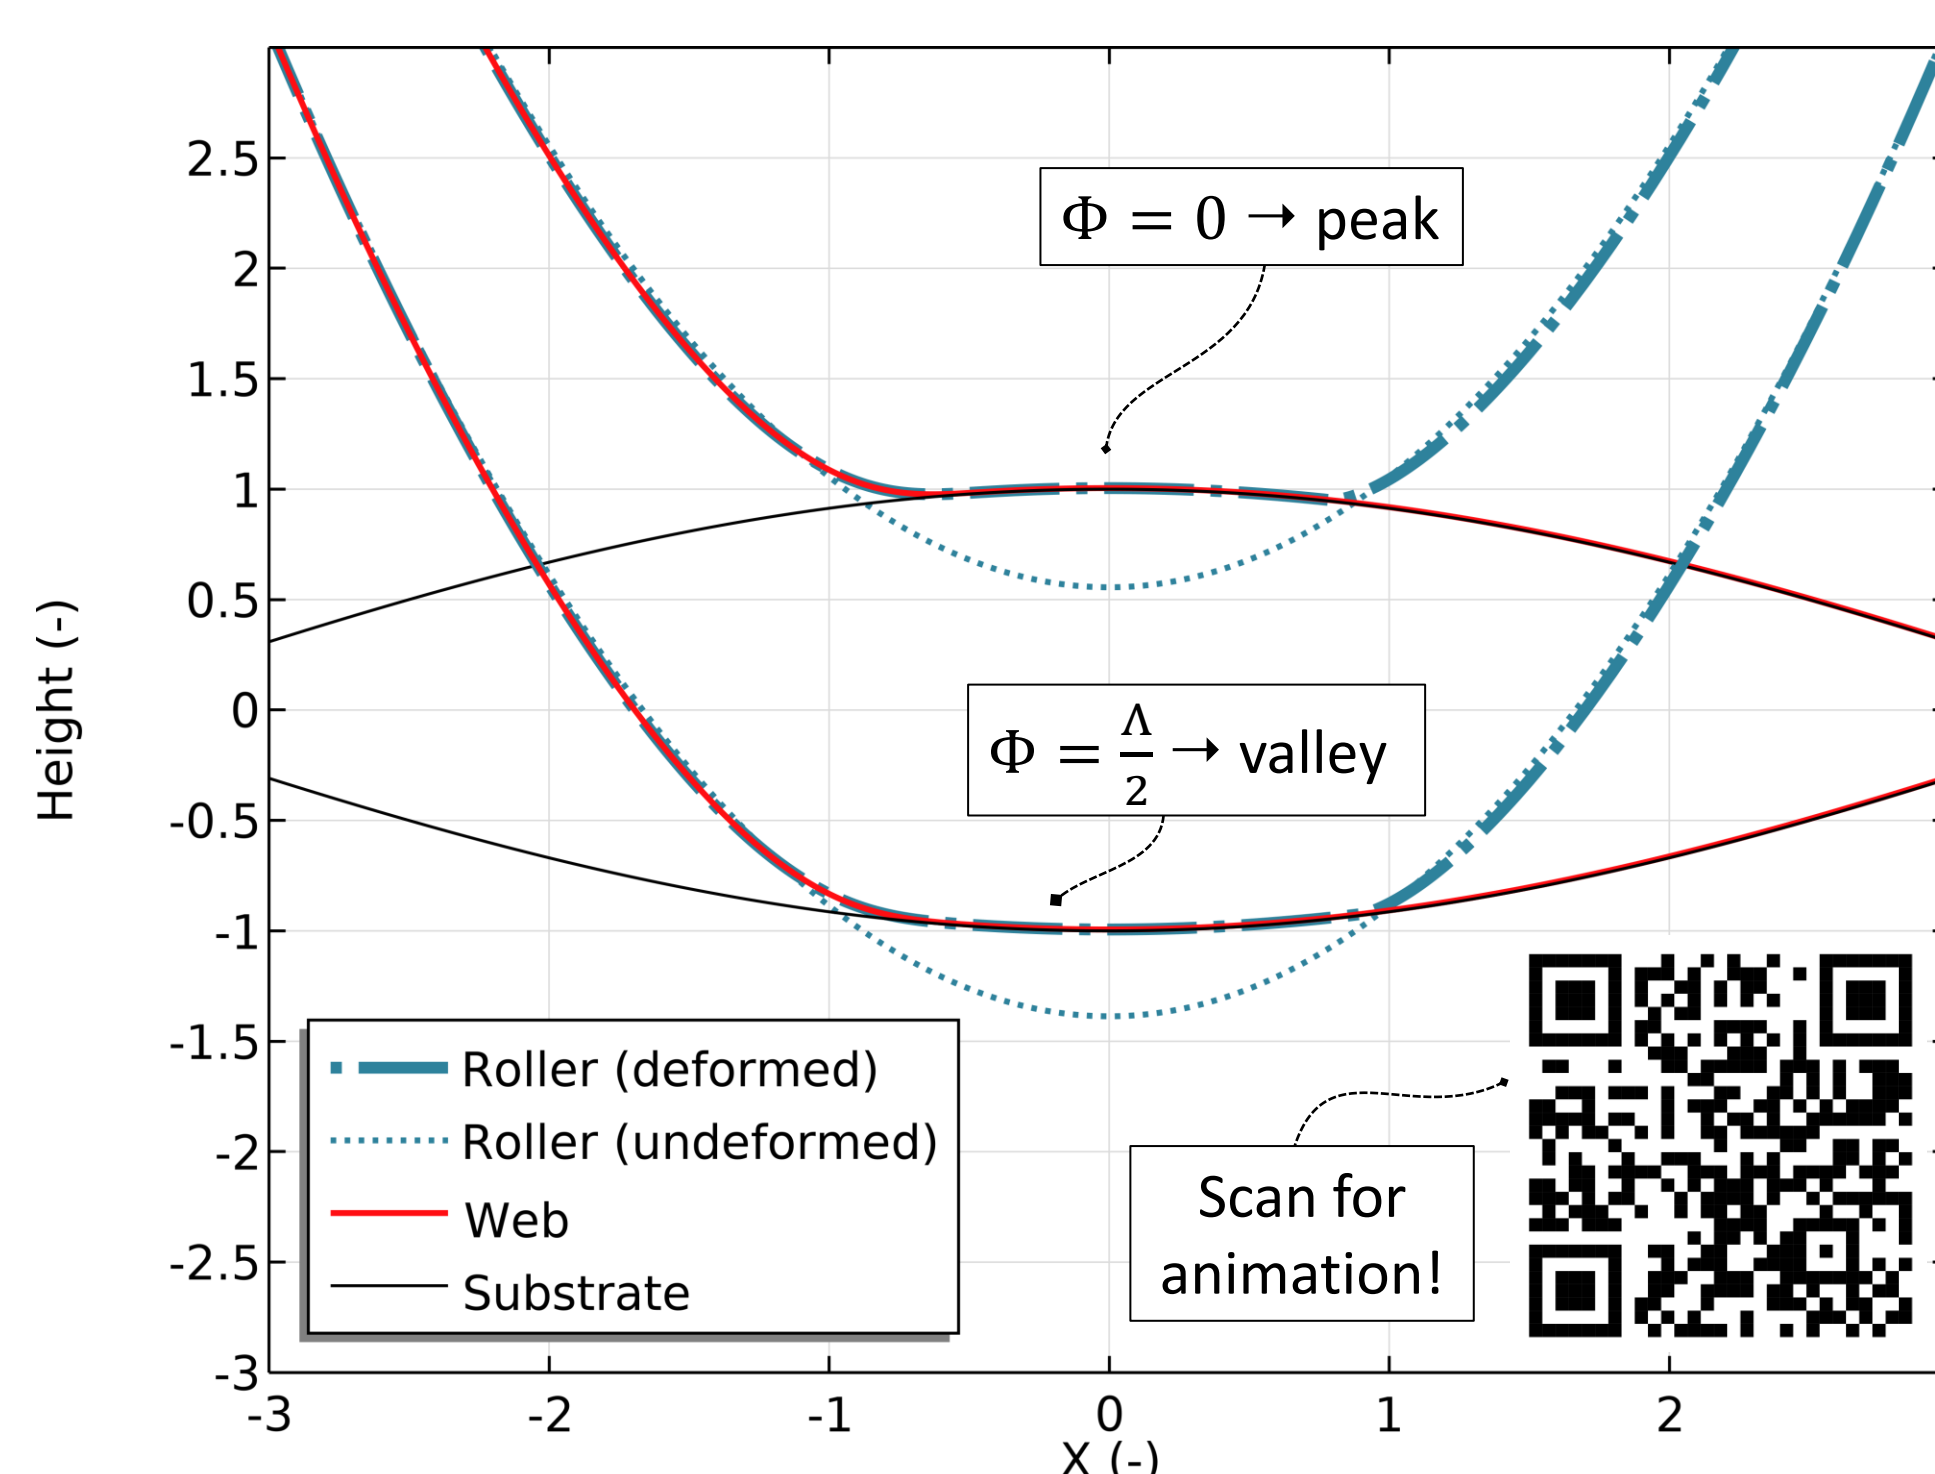 2.5
2
1.5
1
0.5
0
-0.5
-1
-1.5
-2
-2.5
-3
-3
-2
-1
0
1
2
Height (-)
X (-)
Φ = 0 → peak
Φ = Λ/2 → valley
Roller (deformed)
Roller (undeformed)
Web
Substrate
Scan for
animation!